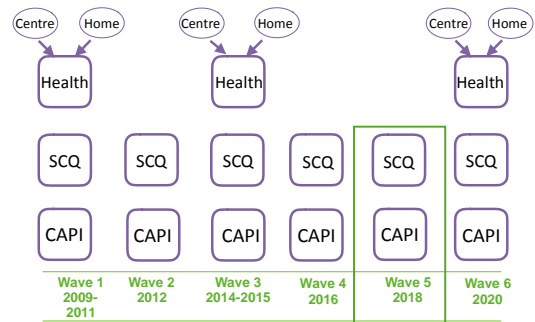 Centre Home Centre Home Centre Home
Health Health Health
SCQ SCQ SCQ SCQ SCQ SCQ
CAPI CAPI CAPI CAPI CAPI CAPI
Wave 1 Wave 2 Wave 3 Wave 4 Wave 5 Wave 6
2009- 2012 2014-2015 2016 2018 2020
2011